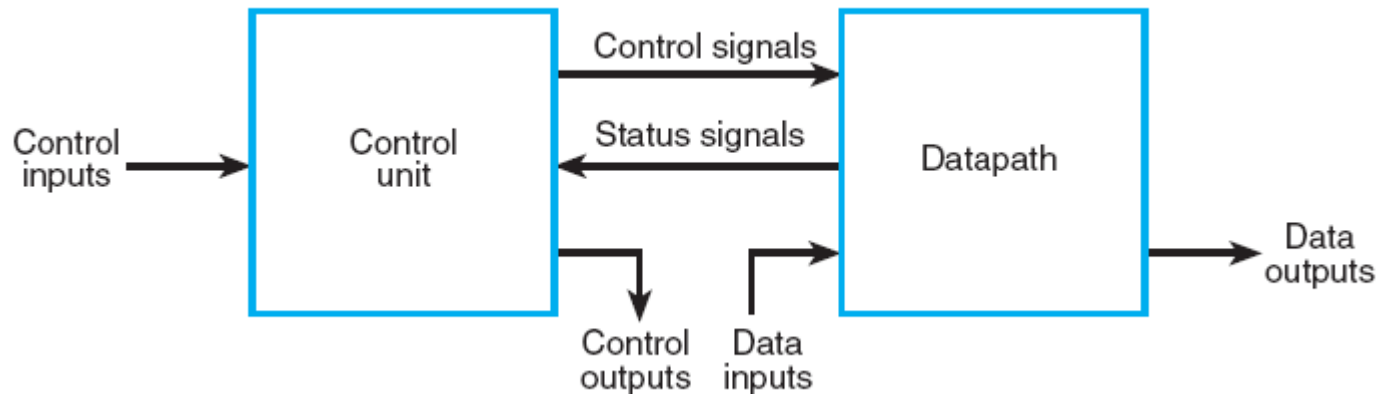 Control signals
Control
inputs
Control
unit
Status signals
Datapath
Data
outputs
Control
outputs
Data
inputs